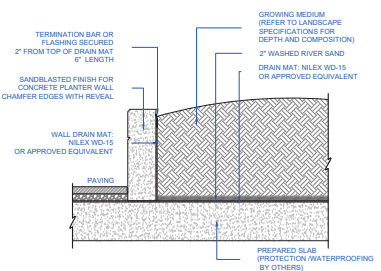 TERMINATION BAR OR
FLASHING SECURED
2" FROM TOP OF DRAIN MAT
6" LENGTH
SANDBLASTED FINISH FOR
CONCRETE PLANTER WALL
CHAMFER EDGES WITH REVEAL
WALL DRAIN MAT:
NILEX WD-15
OR APPROVED EQUIVALENT
PAVING
GROWING MEDIUM
(REFER TO LANDSCAPE
SPECIFICATIONS FOR
DEPTH AND COMPOSITION)
2" WASHED RIVER SAND
DRAIN MAT: NILEX WD-15
OR APPROVED EQUIVALENT
PREPARED SLAB
(PROTECTION /WATERPROOFING
BY OTHERS)